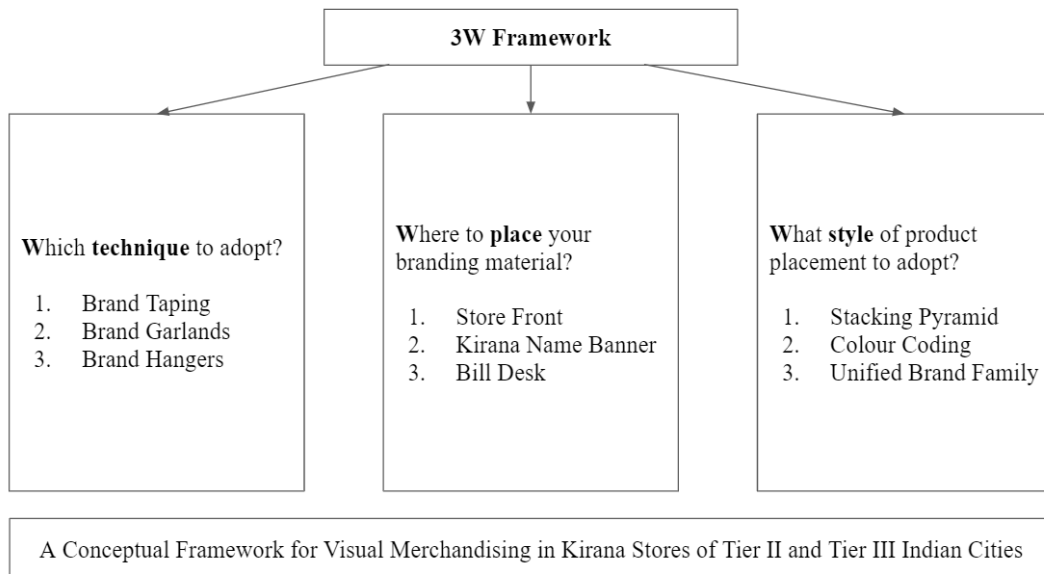 3W Framework
Which technique to adopt?
1. Brand Taping
2. Brand Garlands
3. Brand Hangers
Where to place your
branding material?
1. Store Front
2. Kirana Name Banner
3. Bill Desk
What style of product
placement to adopt?
1. Stacking Pyramid
2. Colour Coding
3. Unified Brand Family
A Conceptual Framework for Visual Merchandising in Kirana Stores of Tier II and Tier III Indian Cities